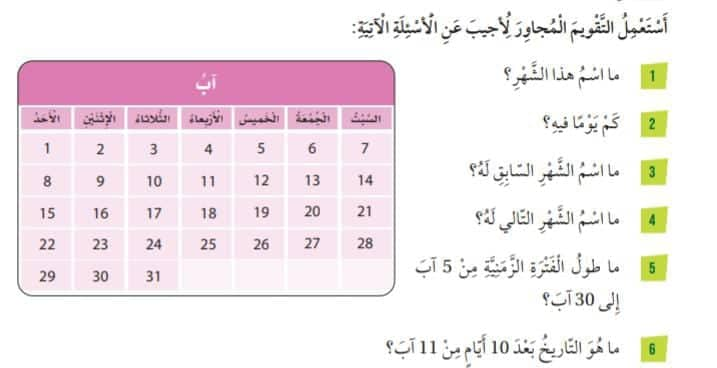 أَسْتَعْمِلُ التَّقْويمَ الْمُجاوِرَ لِأُجيبَ عَنِ الْأَسْئِلَةِ الْآتِيَةِ:
1 ما اسْمُ هذا الشَّهْرِ؟
2 كَمْ يَوْمًا فيهِ؟
3 ما اسْمُ الشَّهْرِ السّابِقِ لَهُ؟
4 ما اسْمُ الشَّهْرِ التّالي لَهُ؟
5 ما طولُ الْفَتْرَةِ الزَّمَنِيَّةِ مِنْ 5 آبَ
إِلى 30 آبَ؟
6 ما هُوَ التّاريخُ بَعْدَ 10 أَيّامٍ مِنْ 11 آبَ؟
آبُ
الْأَحَدُ الْإِثْنَيْنِ الثُّلاثاءُ الْأَرْبِعاءُ الْخَميسُ الْجُمُعَةُ السَّبْتُ
1 2 3 4 5 6 7
8 9 10 11 12 13 14
15 16 17 18 19 20 21
22 23 24 25 26 27 28
29 30 31